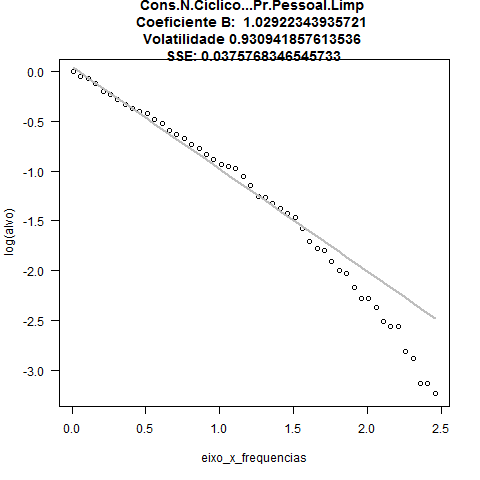 Cons.N.Ciclico...Pr.Pessoal.Limp
Coeficiente B:  1.02922343935721
Volatilidade 0.930941857613536
SSE: 0.0375768346545733
0.0
-0.5
-1.0
-1.5
-2.0
-2.5
-3.0
log(alvo)
0.0 0.5 1.0 1.5 2.0 2.5
eixo_x_frequencias